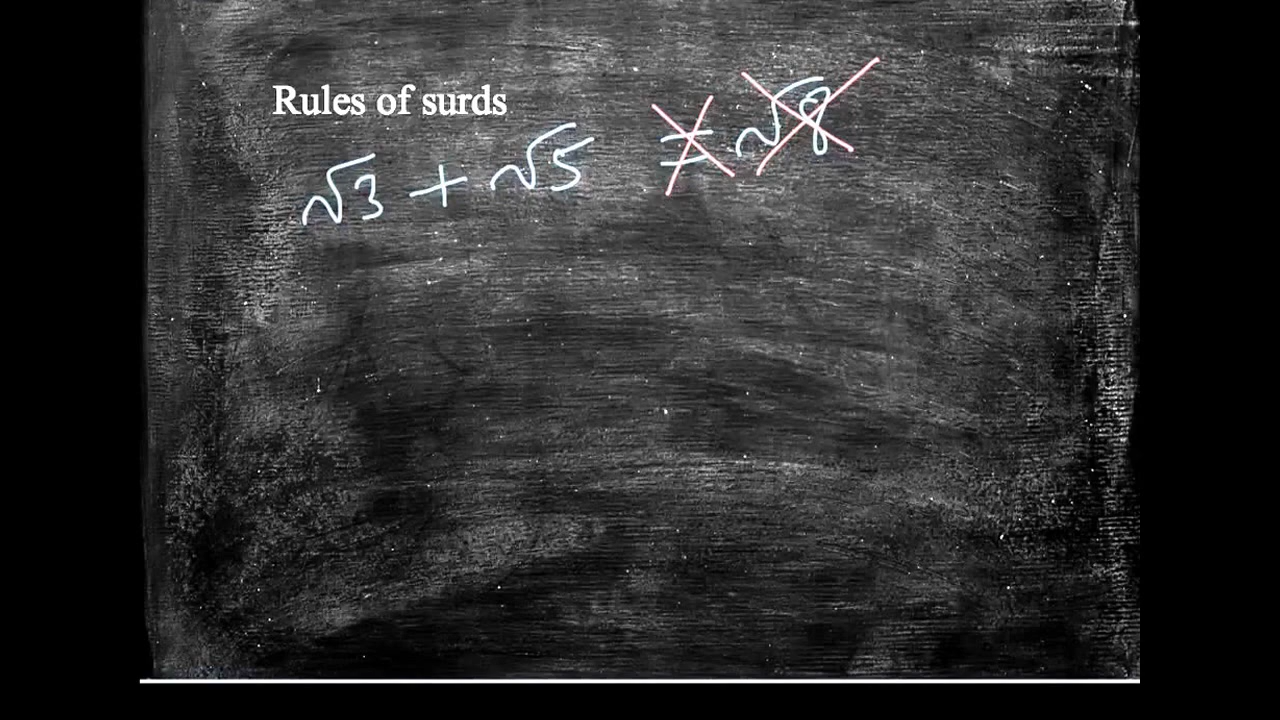 Rules of surds
√3 + √5 = √8